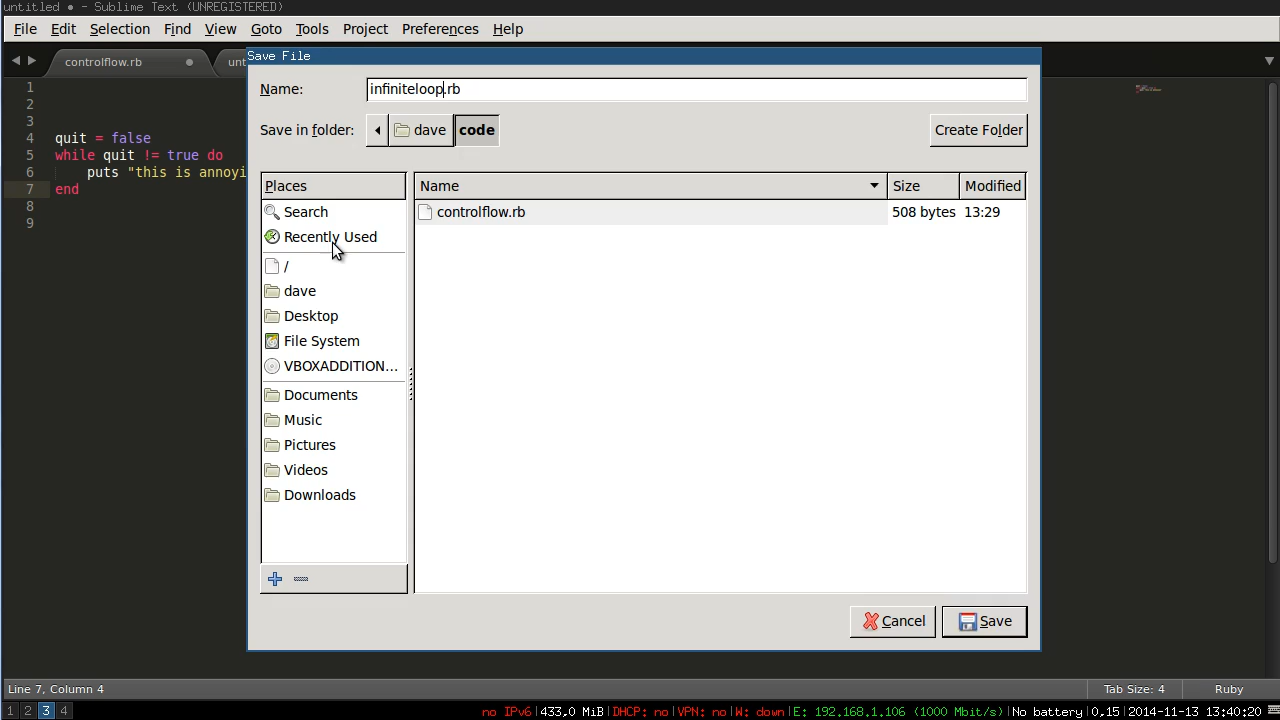 untitled • - Sublime Text (UNREGISTERED)
File Edit Selection Find View Goto Tools Project Preferences Help
controlflow.rb unt
Save File
Name: infiniteloop.rb
Save in folder: dave code Create Folder
Places
Search
Recently Used
/
dave
Desktop
File System
VBOXADDITION...
Documents
Music
Pictures
Videos
Downloads
Name Size Modified
controlflow.rb 508 bytes 13:29
Cancel Save
1
2
3
4 quit = false
5 while quit != true do
6 puts "this is annoyi
7 end
8
9
Line 7, Column 4 Tab Size: 4 Ruby
1 2 3 4 no IPv6|433,0 MiB|DHCP: no|VPN: no|W: down|E: 192.168.1.106 (1000 Mbit/s)|No battery|0,15|2014-11-13 13:40:20